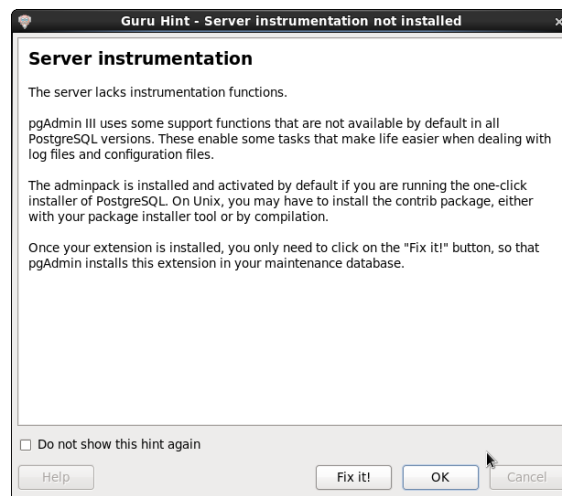 Guru Hint - Server instrumentation not installed
Server instrumentation
The server lacks instrumentation functions.
pgAdmin III uses some support functions that are not available by default in all
PostgreSQL versions. These enable some tasks that make life easier when dealing with
log files and configuration files.
The adminpack is installed and activated by default if you are running the one-click
installer of PostgreSQL. On Unix, you may have to install the contrib package, either
with your package installer tool or by compilation.
Once your extension is installed, you only need to click on the "Fix it!" button, so that
pgAdmin installs this extension in your maintenance database.
Do not show this hint again
Help Fix it! OK Cancel